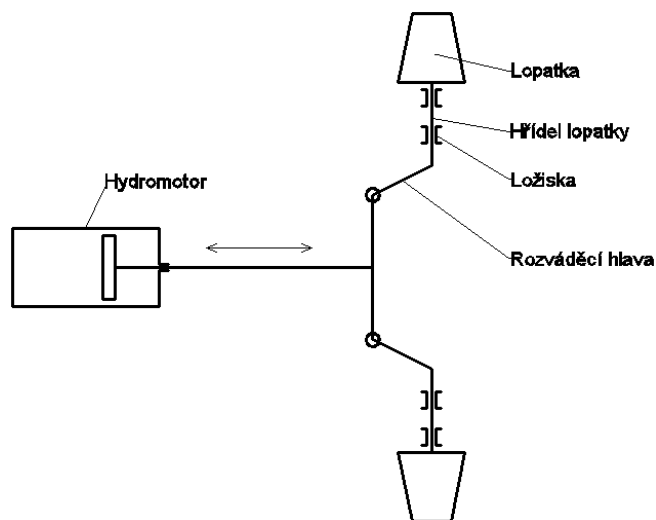 Lopatka
Hřídel lopatky
Hydromotor
Ložiska
Rozváděcí hlava